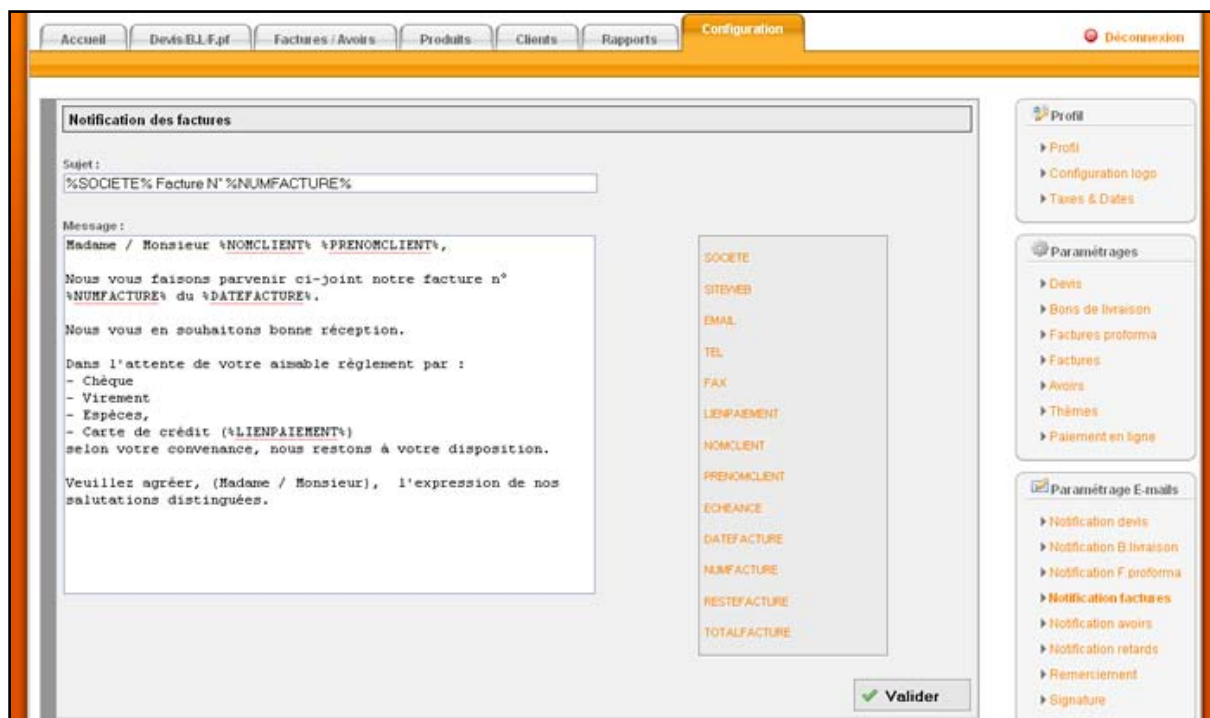 Accueil
Devis/B.L/F.pf
Factures / Avoirs
Produits
Clients
Rapports
Configuration
Déconnexion
Notification des factures
Sujet :
%SOCIETE% Facture N° %NUMFACTURE%
Message :
Madame / Monsieur %NOMCLIENT% %PRENOMCLIENT%,
Nous vous faisons parvenir ci-joint notre facture n°
%NUMFACTURE% du %DATEFACTURE%.
Nous vous en souhaitons bonne réception.
Dans l'attente de votre aimable règlement par :
- Chèque
- Virement
- Espèces,
- Carte de crédit (%LIENPAIEMENT%)
selon votre convenance, nous restons à votre disposition.
Veuillez agréer, (Madame / Monsieur), l'expression de nos
salutations distinguées.
SOCIETE
SITEWEB
EMAIL
TEL
FAX
LIENPAIEMENT
NOMCLIENT
PRENOMCLIENT
ECHEANCE
DATEFACTURE
NUMFACTURE
RESTEFACTURE
TOTALFACTURE
Valider
Profil
Profil
Configuration logo
Taxes & Dates
Paramétrages
Devis
Bons de livraison
Factures proforma
Factures
Avoirs
Thèmes
Paiement en ligne
Paramétrage E-mails
Notification devis
Notification B.livraison
Notification F.proforma
Notification factures
Notification avoirs
Notification retards
Remerciement
Signature